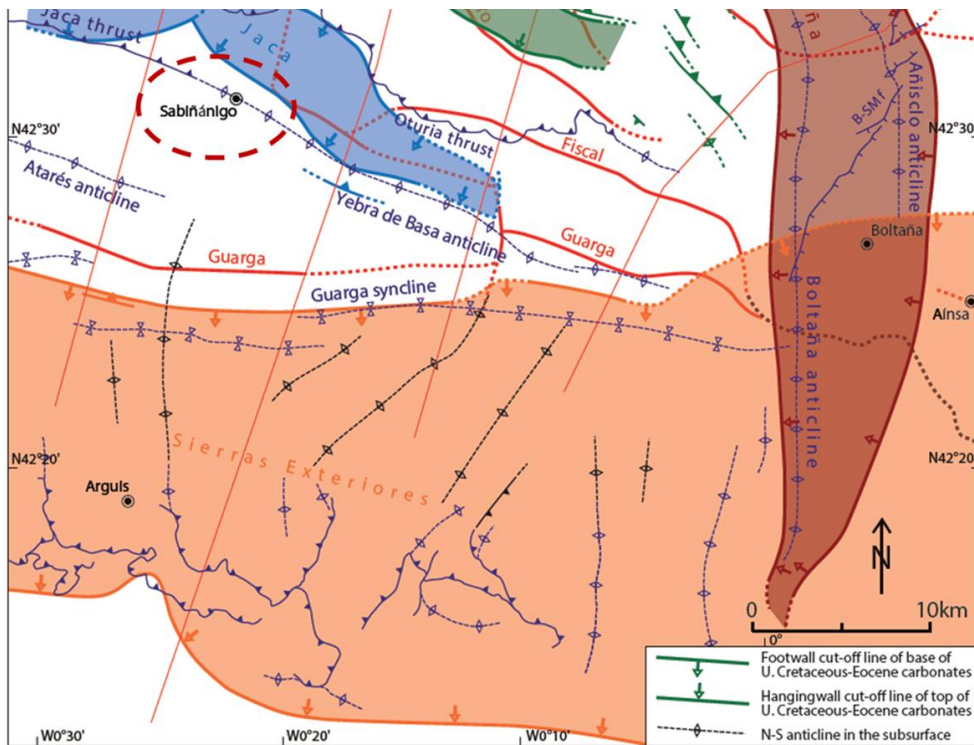 Jaca thrust
Jaca
Sabiñánigo
N42°30'
N42°30'
Oturia thrust
Fiscal
B-SMf
Añisclo anticline
Atarés anticline
Yebra de Basa anticline
Guarga
Guarga
Boltaña
Guarga syncline
Aínsa
Boltaña anticline
Sierras Exteriores
N42°20'
N42°20'
Arguis
N
0 10km
0°
Footwall cut-off line of base of
U. Cretaceous-Eocene carbonates
Hangingwall cut-off line of top of
U. Cretaceous-Eocene carbonates
N-S anticline in the subsurface
W0°30'
W0°20'
W0°10'